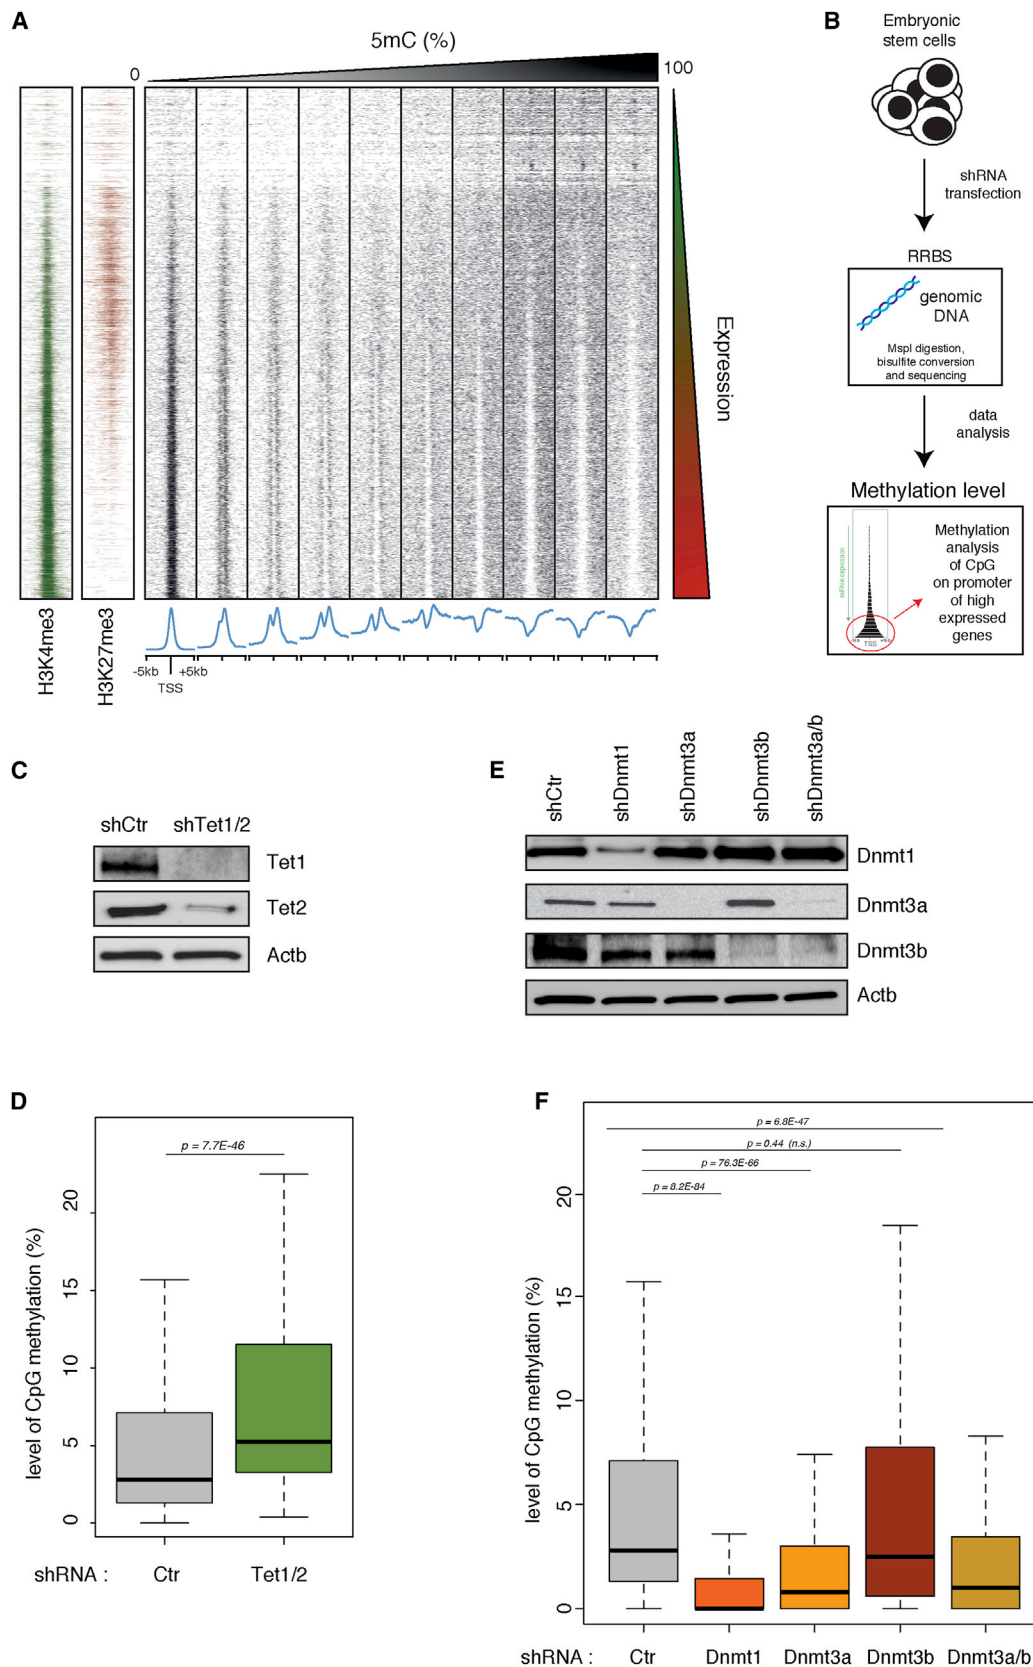 A
5mC (%)
0
100
H3K4me3
H3K27me3
Expression
-5kb
+5kb
TSS
B
Embryonic
stem cells
shRNA
transfection
RRBS
genomic
DNA
MspI digestion,
bisulfite conversion
and sequencing
data
analysis
Methylation level
TSS
Methylation
analysis
of CpG
on promoter
of high
expressed
genes
C
shCtr
shTet1/2
Tet1
Tet2
Actb
E
shCtr
shDnmt1
shDnmt3a
shDnmt3b
shDnmt3a/b
Dnmt1
Dnmt3a
Dnmt3b
Actb
D
p = 7.7E-46
level of CpG methylation (%)
20
15
10
5
0
shRNA :
Ctr
Tet1/2
F
p = 6.8E-47
p = 0.44 (n.s.)
p = 76.3E-66
p = 8.2E-84
level of CpG methylation (%)
20
15
10
5
0
shRNA :
Ctr
Dnmt1
Dnmt3a
Dnmt3b
Dnmt3a/b